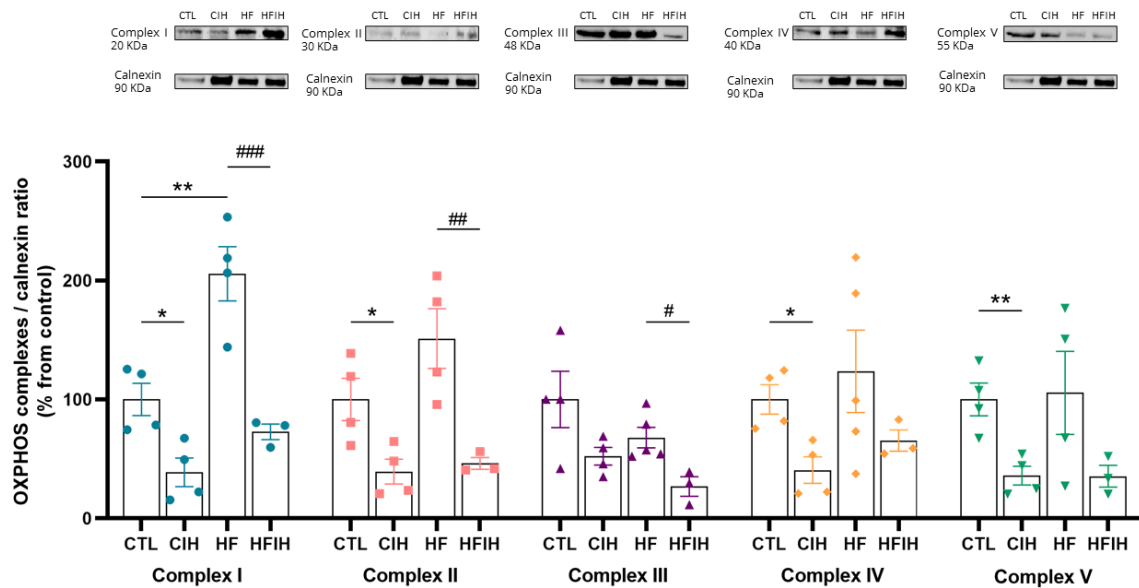 CTL CIH HF HFIH
Complex I
20 KDa
Calnexin
90 KDa
CTL CIH HF HFIH
Complex II
30 KDa
Calnexin
90 KDa
CTL CIH HF HFIH
Complex III
48 KDa
Calnexin
90 KDa
CTL CIH HF HFIH
Complex IV
40 KDa
Calnexin
90 KDa
CTL CIH HF HFIH
Complex V
55 KDa
Calnexin
90 KDa
OXPHOS complexes / calnexin ratio
(% from control)
300
200
100
0
###
**
*
##
*
#
*
**
CTL CIH HF HFIH CTL CIH HF HFIH CTL CIH HF HFIH CTL CIH HF HFIH CTL CIH HF HFIH
Complex I Complex II Complex III Complex IV Complex V